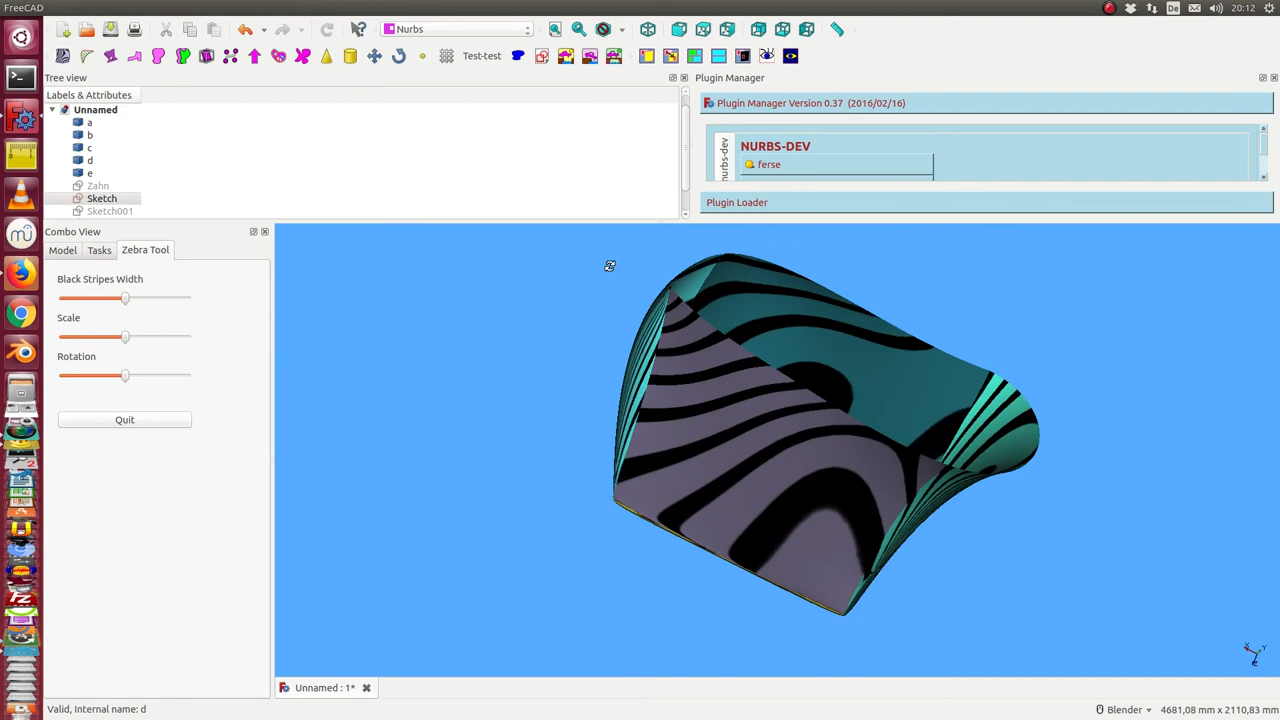 FreeCAD
De
20:12
Nurbs
Test-test
Tree view
Plugin Manager
Labels & Attributes
Unnamed
a
b
c
d
e
Zahn
Sketch
Sketch001
Plugin Manager Version 0.37 (2016/02/16)
nurbs-dev
NURBS-DEV
ferse
Plugin Loader
Combo View
Model
Tasks
Zebra Tool
Black Stripes Width
Scale
Rotation
Quit
Unnamed : 1*
Valid, Internal name: d
Blender
4681,08 mm x 2110,83 mm